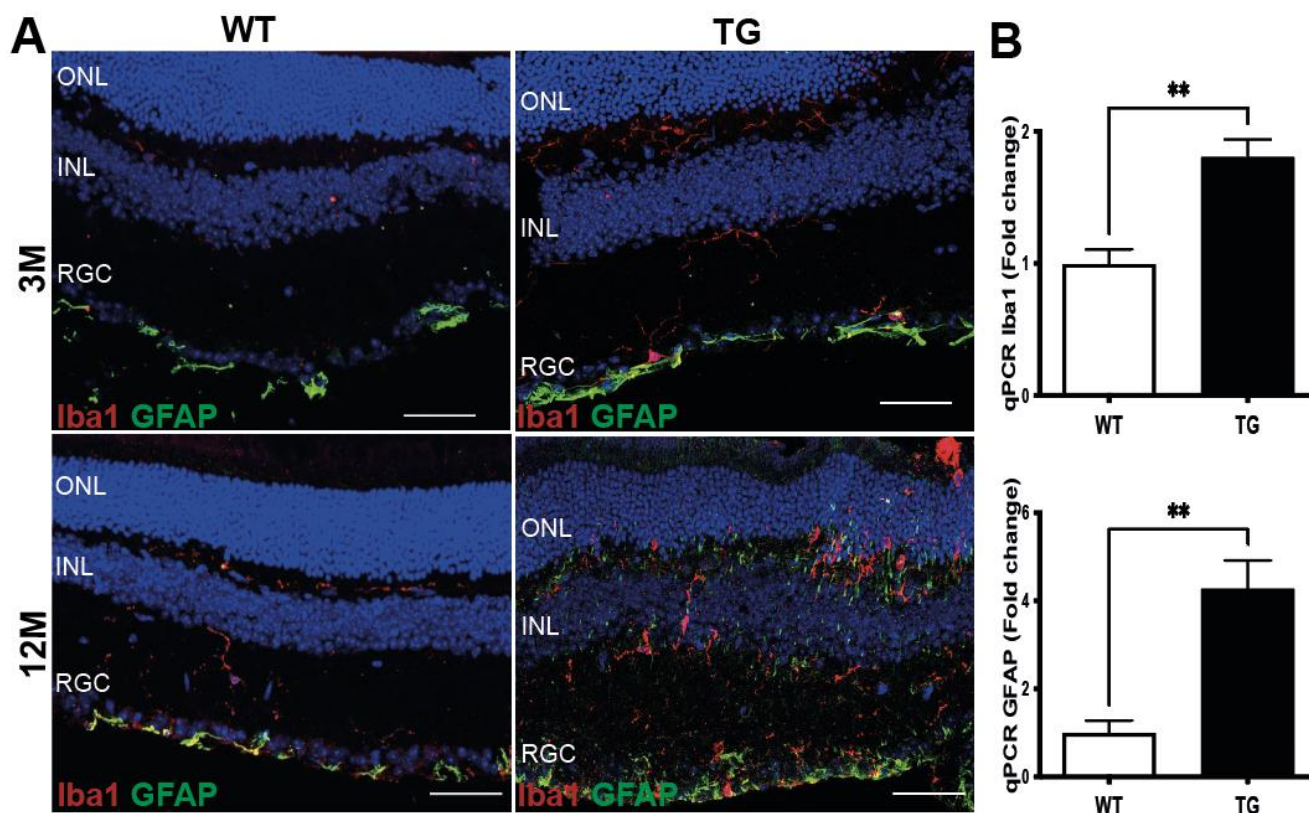 A
WT
TG
B
3M
ONL
INL
RGC
Iba1 GFAP
ONL
INL
RGC
Iba1 GFAP
12M
ONL
INL
RGC
Iba1 GFAP
ONL
INL
RGC
Iba1 GFAP
qPCR Iba1 (Fold change)
2
1
0
**
WT
TG
qPCR GFAP (Fold change)
6
4
2
0
**
WT
TG